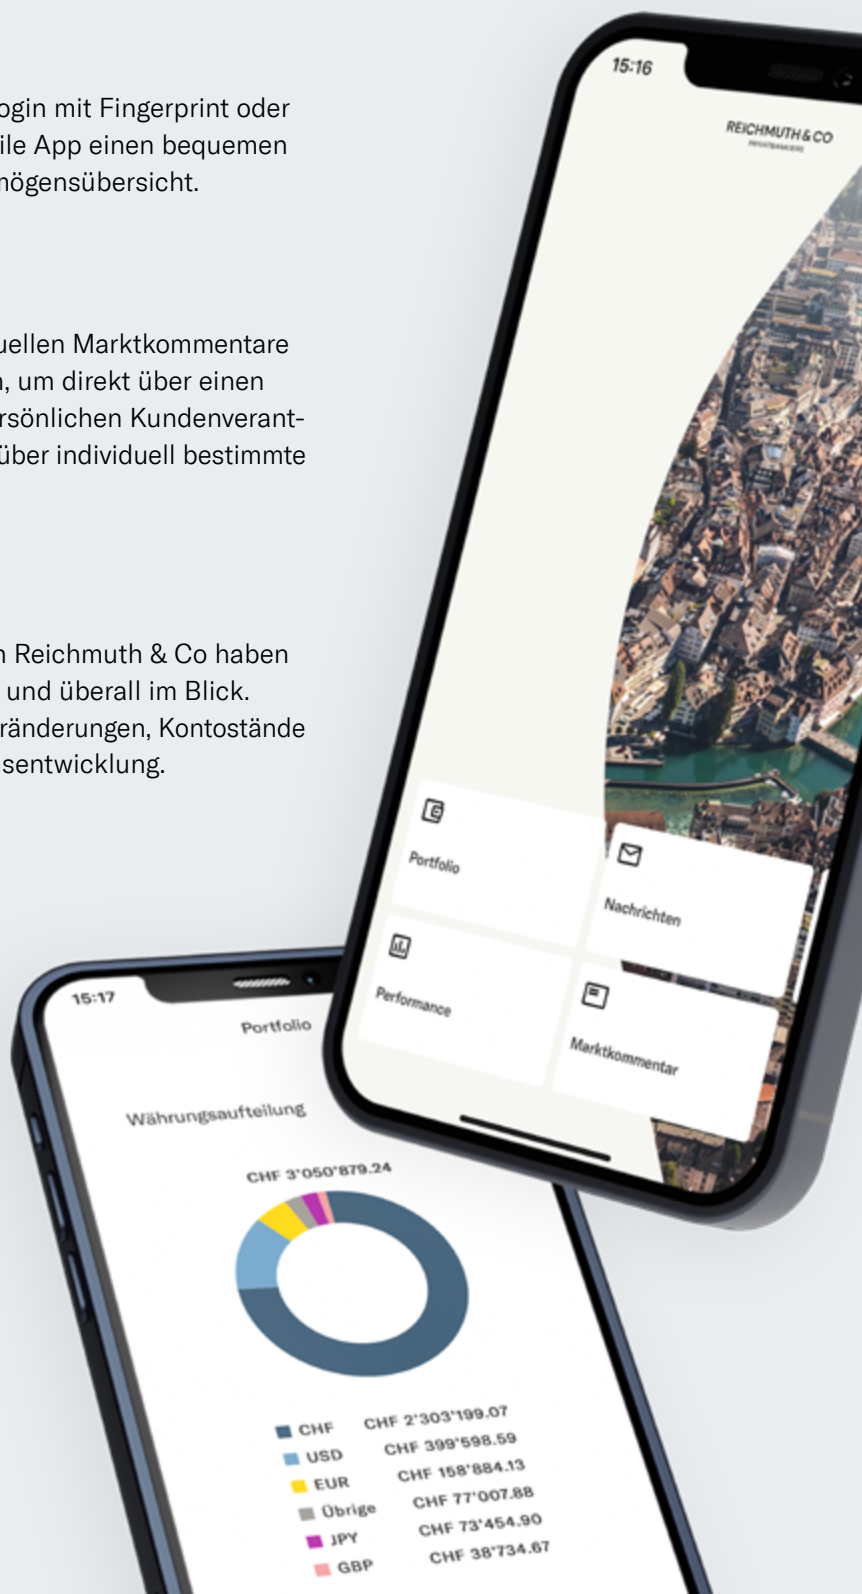 ogin mit Fingerprint oder
ile App einen bequemen
mögensübersicht.
uellen Marktkommentare
n, um direkt über einen
rsönlichen Kundenverant-
über individuell bestimmte
n Reichmuth & Co haben
und überall im Blick.
ränderungen, Kontostände
sentwicklung.
15:16
REICHMUTH & CO
PRIVATBANKIERS
Portfolio
Nachrichten
Performance
Marktkommentar
15:17
Portfolio
Währungsaufteilung
CHF 3'050'879.24
CHF CHF 2'303'199.07
USD CHF 399'598.59
EUR CHF 158'884.13
Übrige CHF 77'007.88
JPY CHF 73'454.90
GBP CHF 38'734.67